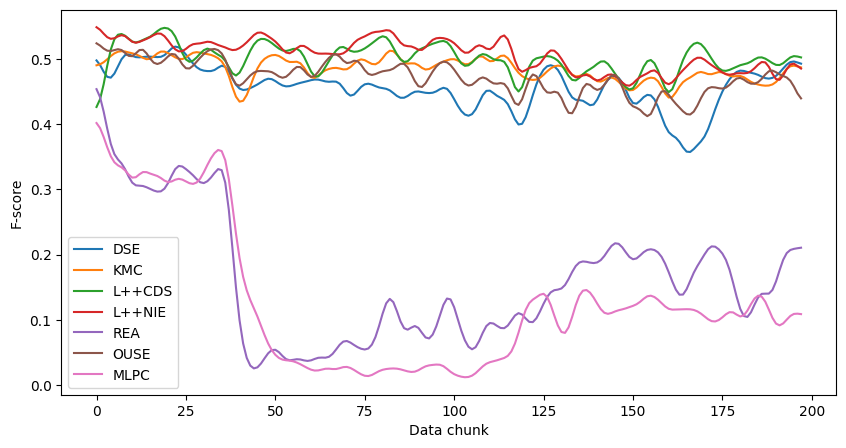 F-score
0.5
0.4
0.3
0.2
0.1
0.0
DSE
KMC
L++CDS
L++NIE
REA
OUSE
MLPC
0 25 50 75 100 125 150 175 200
Data chunk